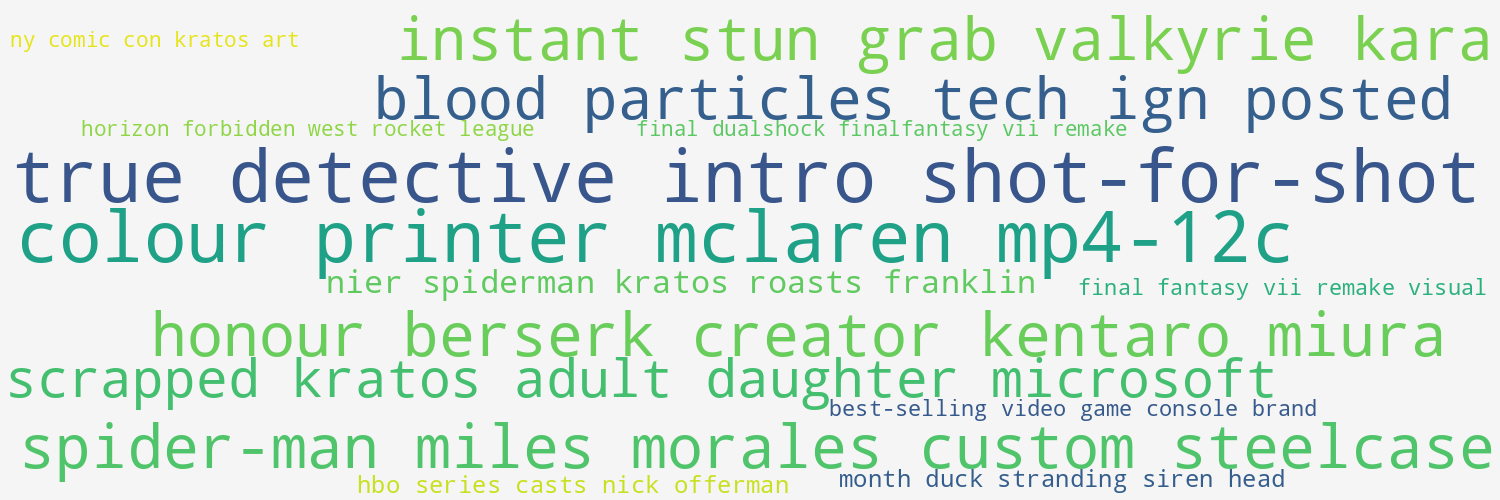 instant stun grab valkyrie kara
ny comic con kratos art
blood particles tech ign posted
horizon forbidden west rocket league
final dualshock finalfantasy vii remake
true detective intro shot-for-shot
colour printer mclaren mp4-12c
nier spiderman kratos roasts franklin
final fantasy vii remake visual
honour berserk creator kentaro miura
scrapped kratos adult daughter microsoft
best-selling video game console brand
spider-man miles morales custom steelcase
hbo series casts nick offerman
month duck stranding siren head